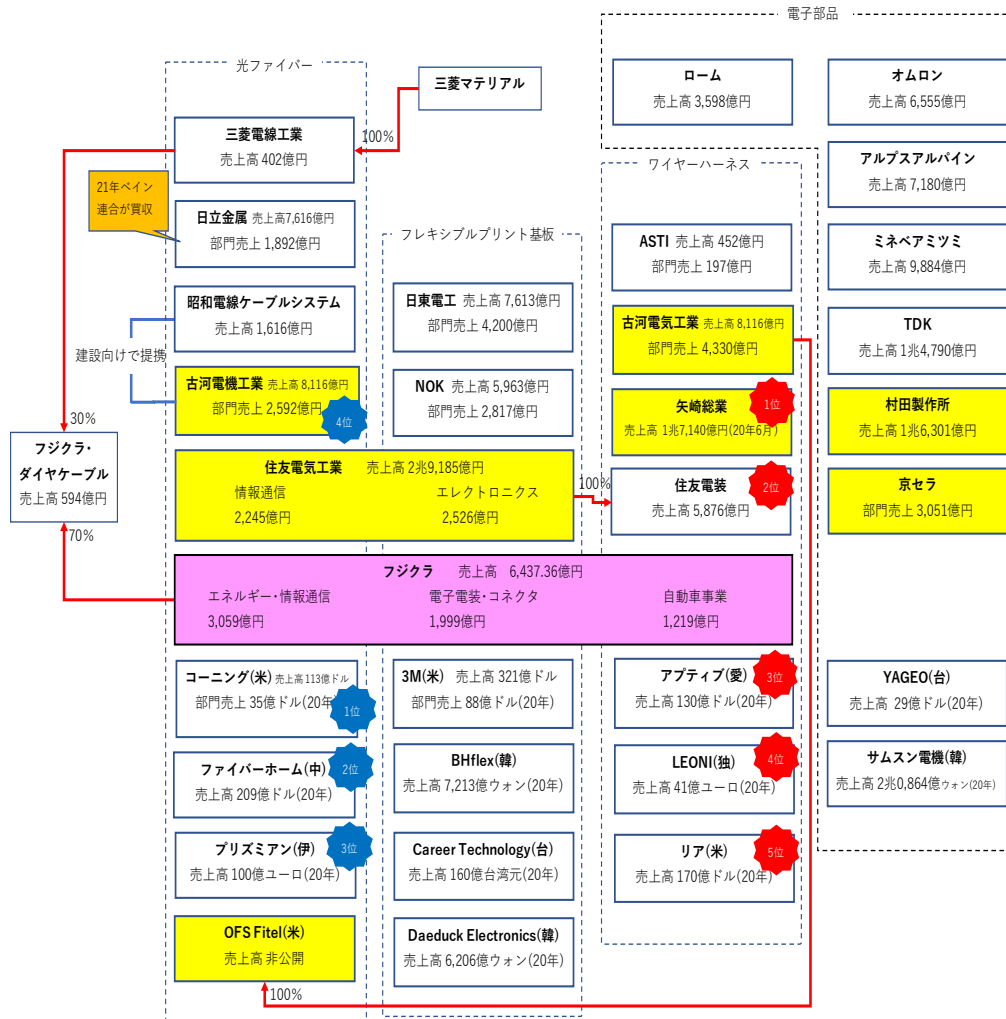 電子部品
光ファイバー
三菱マテリアル
ローム
売上高 3,598億円
オムロン
売上高 6,555億円
三菱電線工業
売上高 402億円
100%
ワイヤーハーネス
アルプスアルパイン
売上高 7,180億円
21年ベイン
連合が買収
日立金属 売上高7,616億円
部門売上 1,892億円
フレキシブルプリント基板
ASTI 売上高 452億円
部門売上 197億円
ミネベアミツミ
売上高 9,884億円
昭和電線ケーブルシステム
売上高 1,616億円
日東電工 売上高 7,613億円
部門売上 4,200億円
古河電気工業 売上高 8,116億円
部門売上 4,330億円
TDK
売上高 1兆4,790億円
建設向けで提携
古河電機工業 売上高 8,116億円
部門売上 2,592億円
4位
NOK 売上高 5,963億円
部門売上 2,817億円
矢崎総業
売上高 1兆7,140億円(20年6月)
1位
村田製作所
売上高 1兆6,301億円
30%
フジクラ・
ダイヤケーブル
売上高 594億円
70%
住友電気工業 売上高 2兆9,185億円
情報通信 エレクトロニクス
2,245億円 2,526億円
100%
住友電装
売上高 5,876億円
2位
京セラ
部門売上 3,051億円
フジクラ 売上高 6,437.36億円
エネルギー・情報通信 電子電装・コネクタ 自動車事業
3,059億円 1,999億円 1,219億円
コーニング(米) 売上高 113億ドル
部門売上 35億ドル(20年)
1位
3M(米) 売上高 321億ドル
部門売上 88億ドル(20年)
アプティブ(愛)
売上高 130億ドル(20年)
3位
YAGEO(台)
売上高 29億ドル(20年)
ファイバーホーム(中)
売上高 209億ドル(20年)
2位
BHflex(韓)
売上高 7,213億ウォン(20年)
LEONI(独)
売上高 41億ユーロ(20年)
4位
サムスン電機(韓)
売上高 2兆0,864億ウォン(20年)
プリズミアン(伊)
売上高 100億ユーロ(20年)
3位
Career Technology(台)
売上高 160億台湾元(20年)
リア(米)
売上高 170億ドル(20年)
5位
OFS Fitel(米)
売上高 非公開
Daeduck Electronics(韓)
売上高 6,206億ウォン(20年)
100%